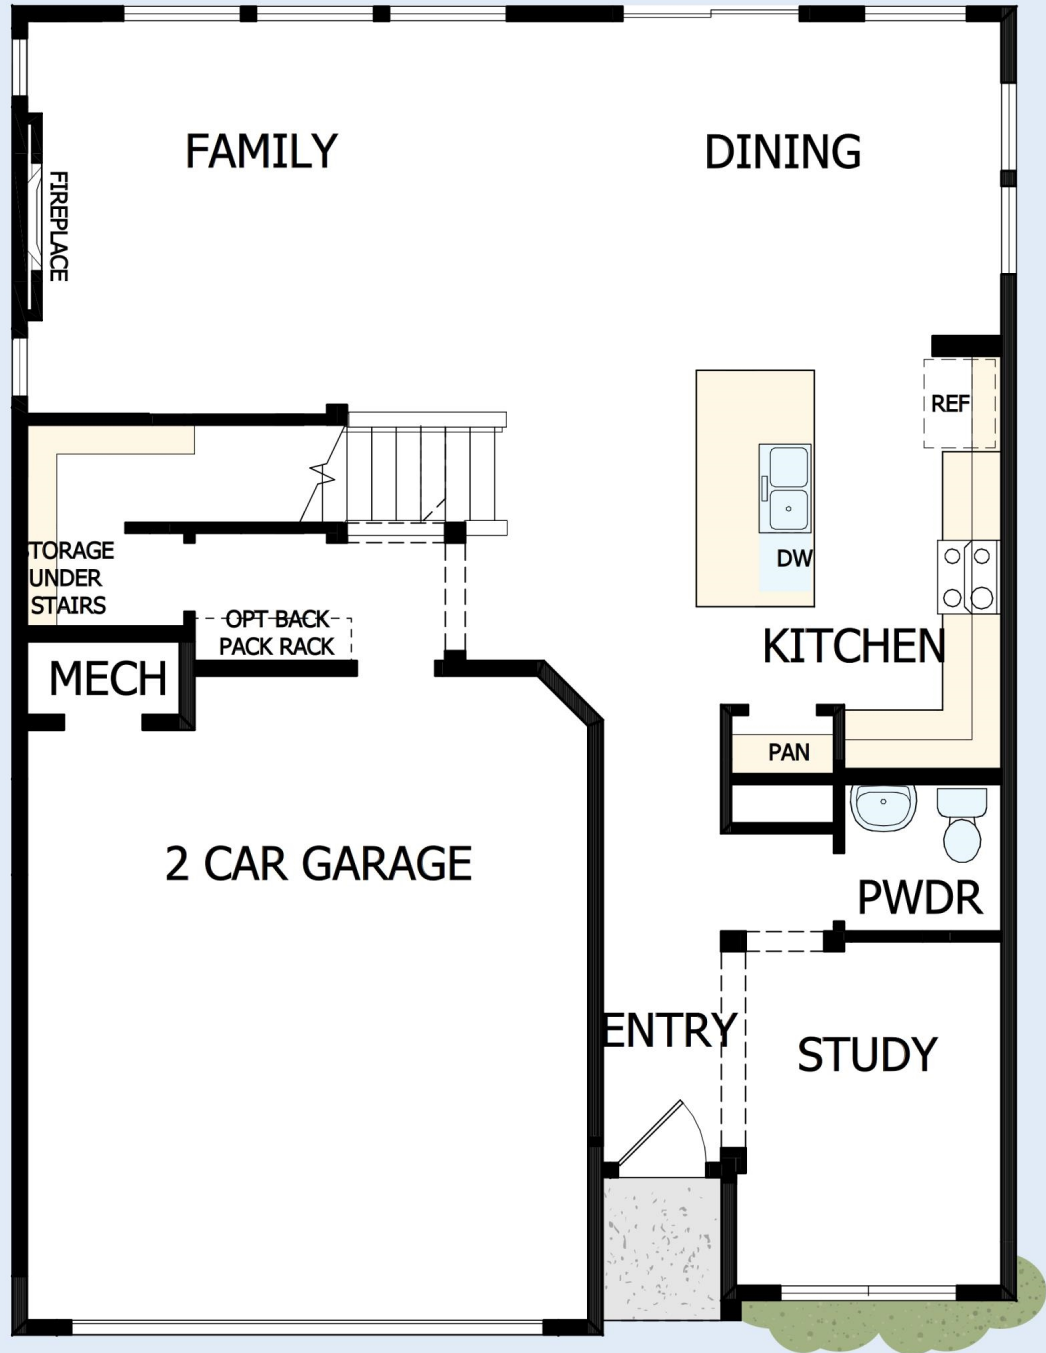 FAMILY
DINING
FIREPLACE
REF
DW
STORAGE
UNDER
STAIRS
OPT BACK
PACK RACK
KITCHEN
MECH
PAN
2 CAR GARAGE
PWDR
ENTRY
STUDY